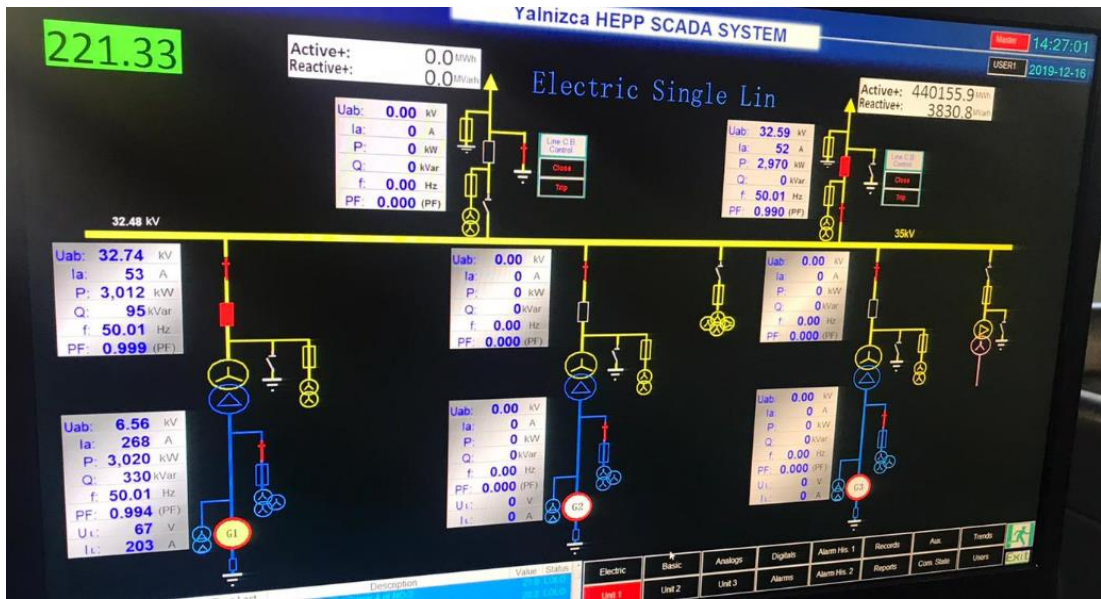 Yalnizca HEPP SCADA SYSTEM
221.33
Master 14:27:01
USER1 2019-12-16
Electric Single Lin
Active+: 0.0 MWh
Reactive+: 0.0 MVarh
Active+: 440155.9 MWh
Reactive+: 3830.8 MVarh
Uab: 0.00 kV
Ia: 0 A
P: 0 kW
Q: 0 kVar
f: 0.00 Hz
PF: 0.000 (PF)
Line C.B.
Control
Close
Trip
Uab: 32.59 kV
Ia: 52 A
P: 2,970 kW
Q: 0 kVar
f: 50.01 Hz
PF: 0.990 (PF)
Line C.B.
Control
Close
Trip
32.48 kV
35kV
Uab: 32.74 kV
Ia: 53 A
P: 3,012 kW
Q: 95 kVar
f: 50.01 Hz
PF: 0.999 (PF)
Uab: 0.00 kV
Ia: 0 A
P: 0 kW
Q: 0 kVar
f: 0.00 Hz
PF: 0.000 (PF)
Uab: 0.00 kV
Ia: 0 A
P: 0 kW
Q: 0 kVar
f: 0.00 Hz
PF: 0.000 (PF)
Uab: 6.56 kV
Ia: 268 A
P: 3,020 kW
Q: 330 kVar
f: 50.01 Hz
PF: 0.994 (PF)
UL: 67 V
IL: 203 A
G1
Uab: 0.00 kV
Ia: 0 A
P: 0 kW
Q: 0 kVar
f: 0.00 Hz
PF: 0.000 (PF)
UL: 0 V
IL: 0 A
G2
Uab: 0.00 kV
Ia: 0 A
P: 0 kW
Q: 0 kVar
f: 0.00 Hz
PF: 0.000 (PF)
UL: 0 V
IL: 0 A
G3
Description Value Status
Electric Basic Analogs Digitals Alarm His. 1 Records Aux. Trends
Unit 1 Unit 2 Unit 3 Alarms Alarm His. 2 Reports Com. State Users
EXIT